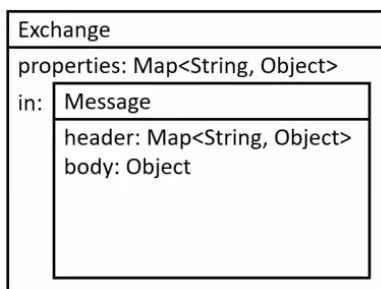 Exchange
properties: Map<String, Object>
in:
Message
header: Map<String, Object>
body: Object